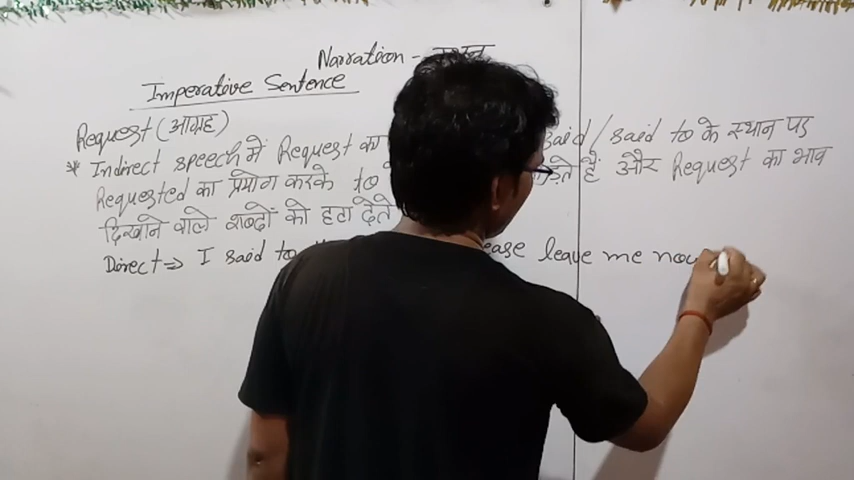 Narration - कथन
Imperative Sentence
Request (आग्रह)
* Indirect speech में Request का said / said to के स्थान पर
Requested का प्रयोग करके to जोड़ते हैं और Request का भाव
दिखाने वाले शब्दों को हटा देते
Direct ⇒ I said to leave me now